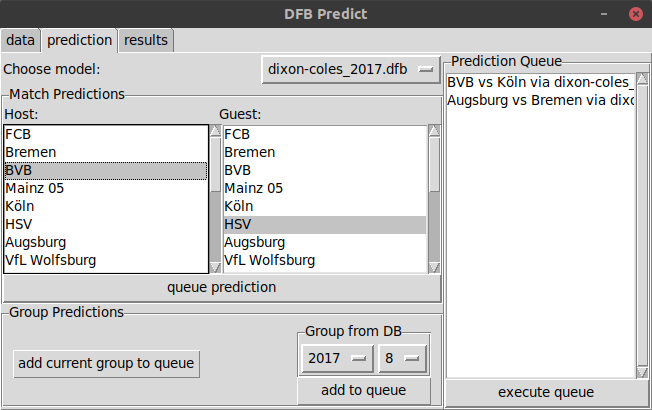 DFB Predict
data prediction results
Choose model: dixon-coles_2017.dfb
Match Predictions
Host: Guest:
FCB FCB
Bremen Bremen
BVB BVB
Mainz 05 Mainz 05
Köln Köln
HSV HSV
Augsburg Augsburg
VfL Wolfsburg VfL Wolfsburg
queue prediction
Group Predictions
add current group to queue
Group from DB
2017 8
add to queue
Prediction Queue
BVB vs Köln via dixon-coles_
Augsburg vs Bremen via dixo
execute queue